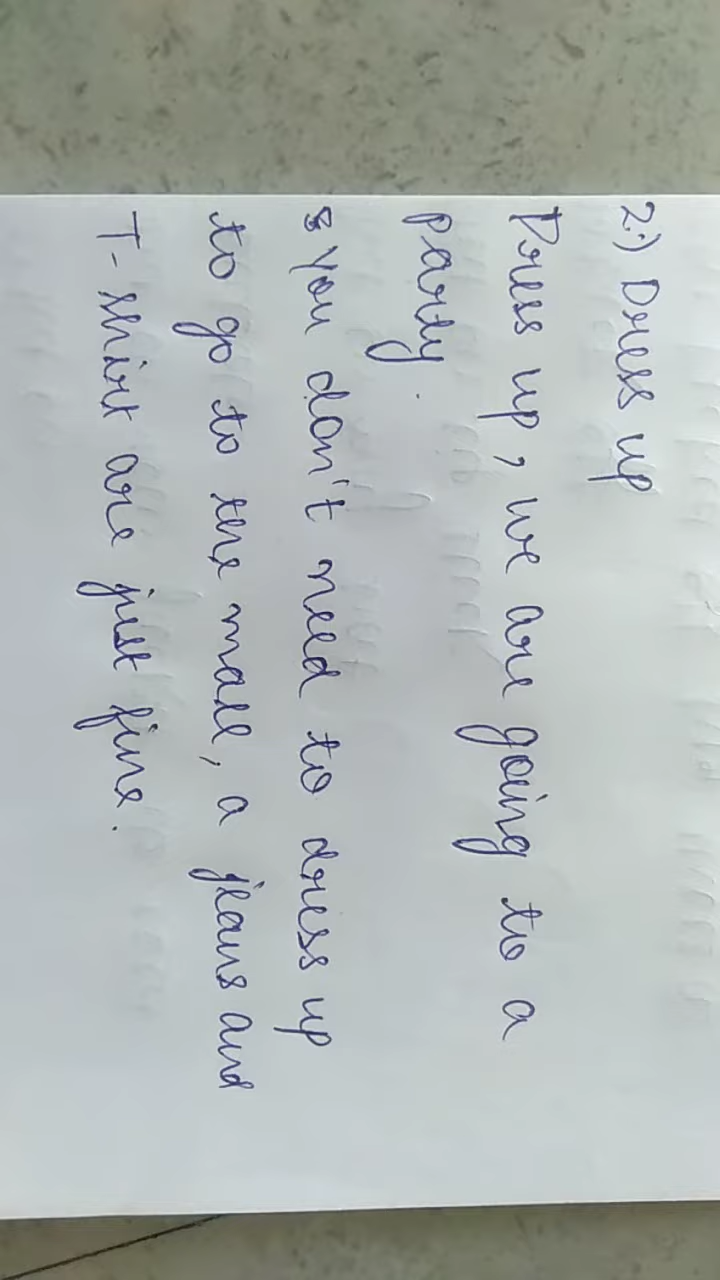 2:) Dress up
Dress up, we are going to a
party.
you don't need to dress up
to go to the mall, a jeans and
T-shirt are just fine.